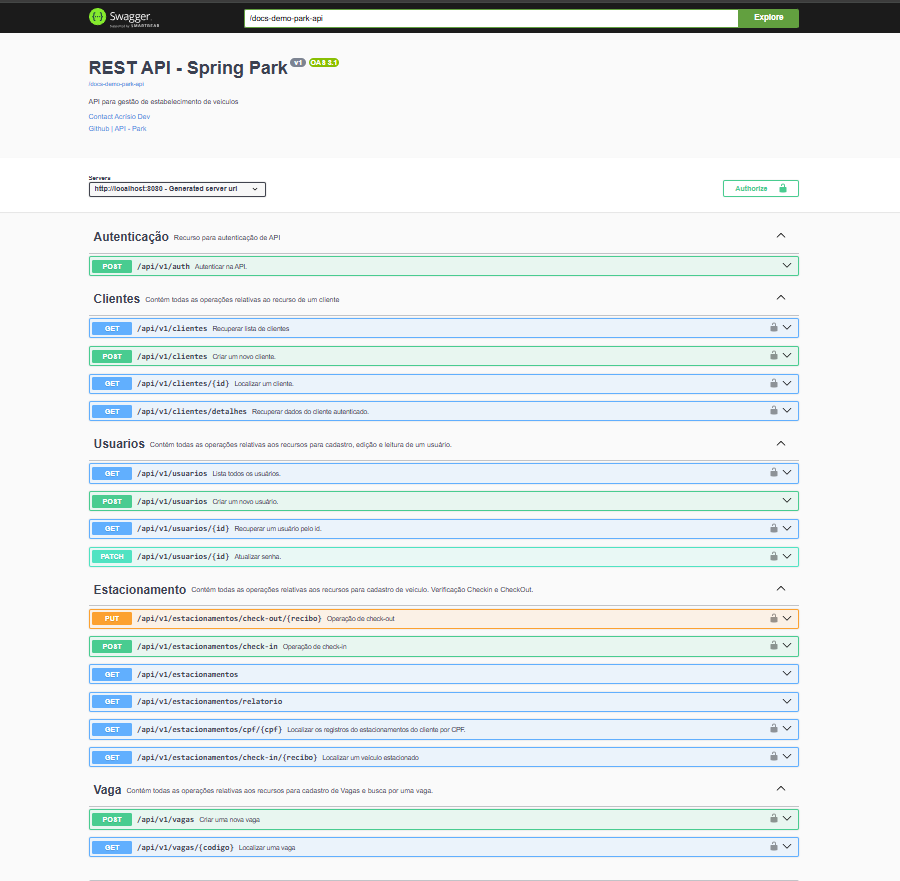 Swagger.
Supported by SMARTBEAR
/docs-demo-park-api
Explore
REST API - Spring Park v1 OAS 3.1
/docs-demo-park-api
API para gestão de estabelecimento de veículos
Contact Acrisio Dev
Github | API - Park
Servers
http://localhost:8080 - Generated server url
Authorize
Autenticação Recurso para autenticação de API
POST /api/v1/auth Autenticar na API.
Clientes Contém todas as operações relativas ao recurso de um cliente
GET /api/v1/clientes Recuperar lista de clientes
POST /api/v1/clientes Criar um novo cliente.
GET /api/v1/clientes/{id} Localizar um cliente.
GET /api/v1/clientes/detalhes Recuperar dados do cliente autenticado.
Usuarios Contém todas as operações relativas aos recursos para cadastro, edição e leitura de um usuário.
GET /api/v1/usuarios Lista todos os usuários.
POST /api/v1/usuarios Criar um novo usuário.
GET /api/v1/usuarios/{id} Recuperar um usuário pelo id.
PATCH /api/v1/usuarios/{id} Atualizar senha.
Estacionamento Contém todas as operações relativas aos recursos para cadastro de veículo. Verificação Checkin e CheckOut.
PUT /api/v1/estacionamentos/check-out/{recibo} Operação de check-out
POST /api/v1/estacionamentos/check-in Operação de check-in
GET /api/v1/estacionamentos
GET /api/v1/estacionamentos/relatorio
GET /api/v1/estacionamentos/cpf/{cpf} Localizar os registros do estacionamentos do cliente por CPF.
GET /api/v1/estacionamentos/check-in/{recibo} Localizar um veiculo estacionado
Vaga Contém todas as operações relativas aos recursos para cadastro de Vagas e busca por uma vaga.
POST /api/v1/vagas Criar uma nova vaga
GET /api/v1/vagas/{codigo} Localizar uma vaga